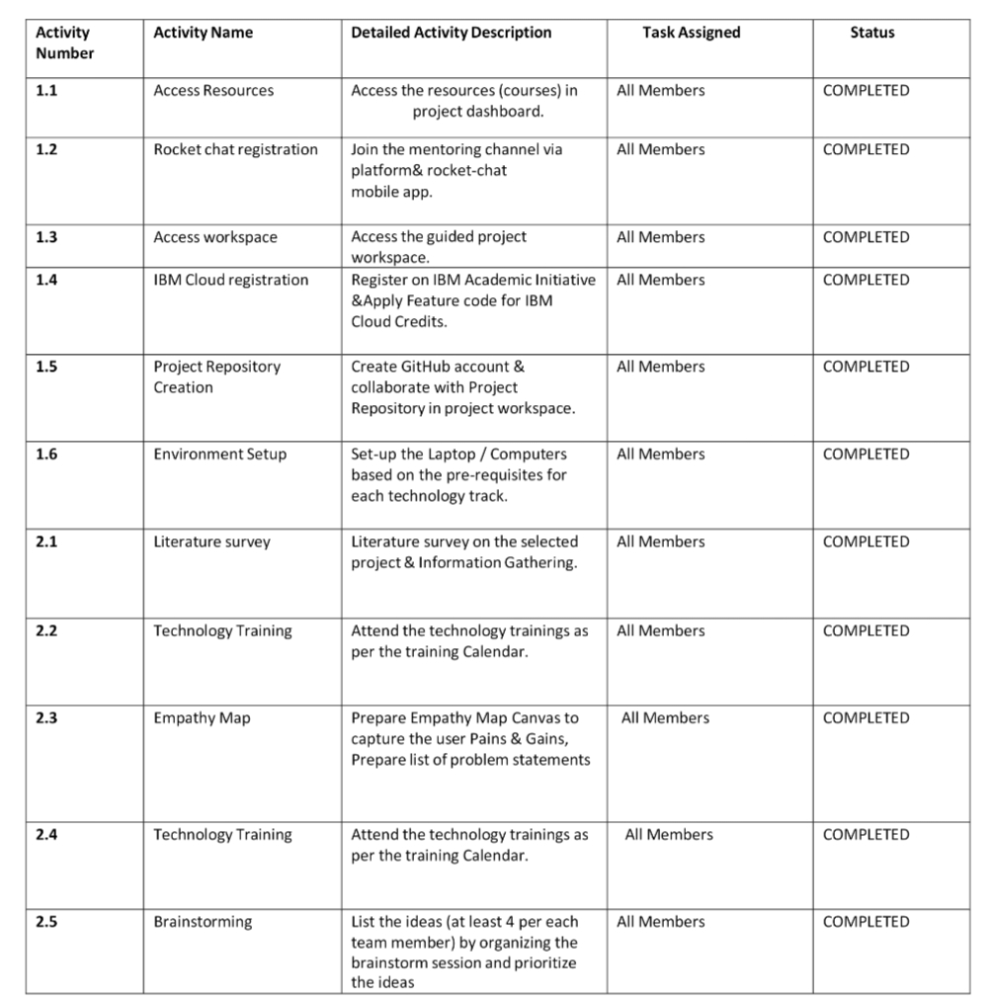 Activity Number
Activity Name
Detailed Activity Description
Task Assigned
Status
1.1
Access Resources
Access the resources (courses) in
project dashboard.
All Members
COMPLETED
1.2
Rocket chat registration
Join the mentoring channel via
platform& rocket-chat
mobile app.
All Members
COMPLETED
1.3
Access workspace
Access the guided project
workspace.
All Members
COMPLETED
1.4
IBM Cloud registration
Register on IBM Academic Initiative
&Apply Feature code for IBM
Cloud Credits.
All Members
COMPLETED
1.5
Project Repository
Creation
Create GitHub account &
collaborate with Project
Repository in project workspace.
All Members
COMPLETED
1.6
Environment Setup
Set-up the Laptop / Computers
based on the pre-requisites for
each technology track.
All Members
COMPLETED
2.1
Literature survey
Literature survey on the selected
project & Information Gathering.
All Members
COMPLETED
2.2
Technology Training
Attend the technology trainings as
per the training Calendar.
All Members
COMPLETED
2.3
Empathy Map
Prepare Empathy Map Canvas to
capture the user Pains & Gains,
Prepare list of problem statements
All Members
COMPLETED
2.4
Technology Training
Attend the technology trainings as
per the training Calendar.
All Members
COMPLETED
2.5
Brainstorming
List the ideas (at least 4 per each
team member) by organizing the
brainstorm session and prioritize
the ideas
All Members
COMPLETED